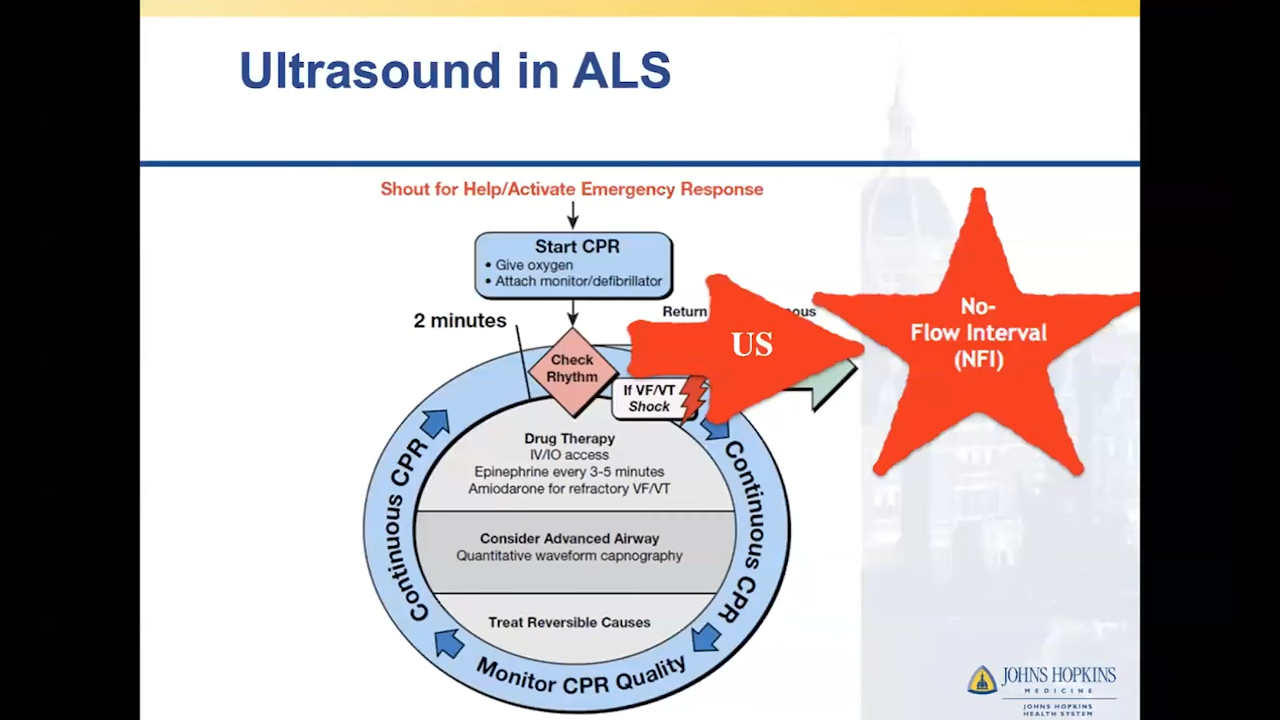 Ultrasound in ALS
Shout for Help/Activate Emergency Response
Start CPR
• Give oxygen
• Attach monitor/defibrillator
2 minutes
Return
US
No-
Flow Interval
(NFI)
Check
Rhythm
If VF/VT
Shock
Drug Therapy
IV/IO access
Epinephrine every 3-5 minutes
Amiodarone for refractory VF/VT
Continuous CPR
Continuous CPR
Consider Advanced Airway
Quantitative waveform capnography
Treat Reversible Causes
Monitor CPR Quality
JOHNS HOPKINS
MEDICINE
JOHNS HOPKINS
HEALTH SYSTEM